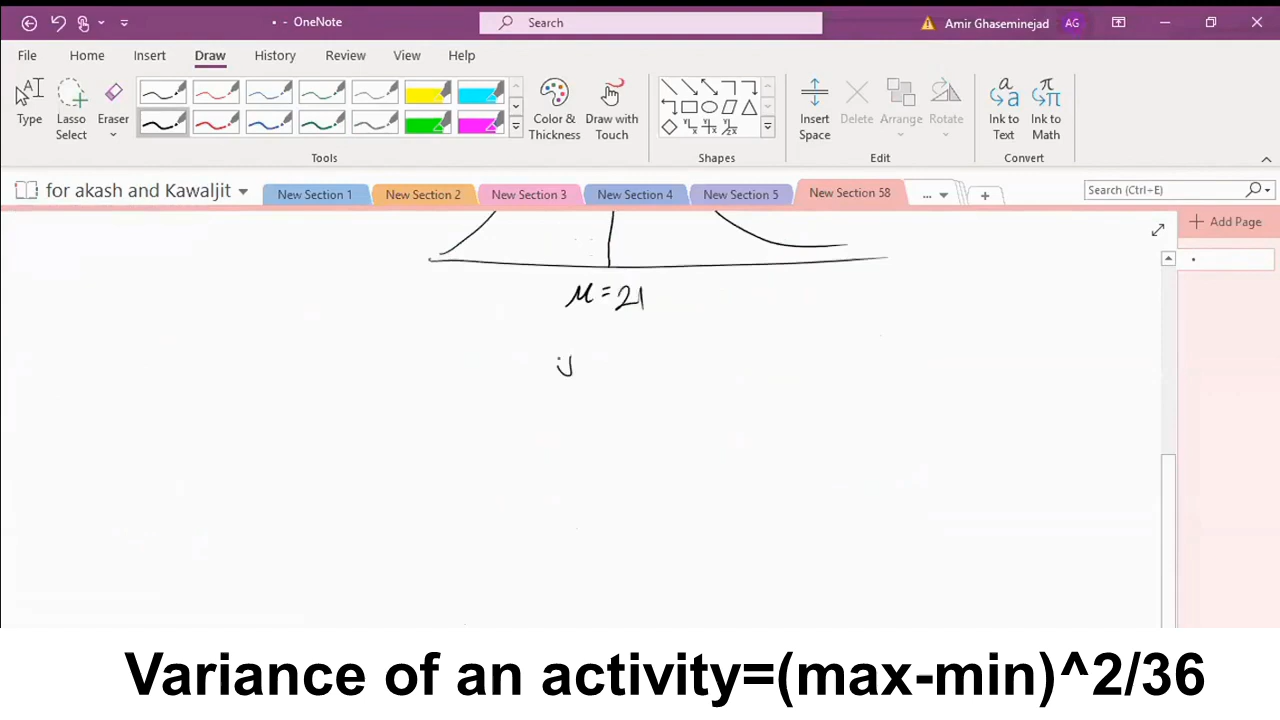 OneNote
Search
Amir Ghaseminejad AG
File Home Insert Draw History Review View Help
Type
Lasso Select
Eraser
Color & Thickness
Draw with Touch
Insert Space
Delete
Arrange
Rotate
Ink to Text
Ink to Math
Tools Shapes Edit Convert
for akash and Kawaljit New Section 1 New Section 2 New Section 3 New Section 4 New Section 5 New Section 58 ... Search (Ctrl+E)
Add Page
μ=21
Variance of an activity=(max-min)^2/36